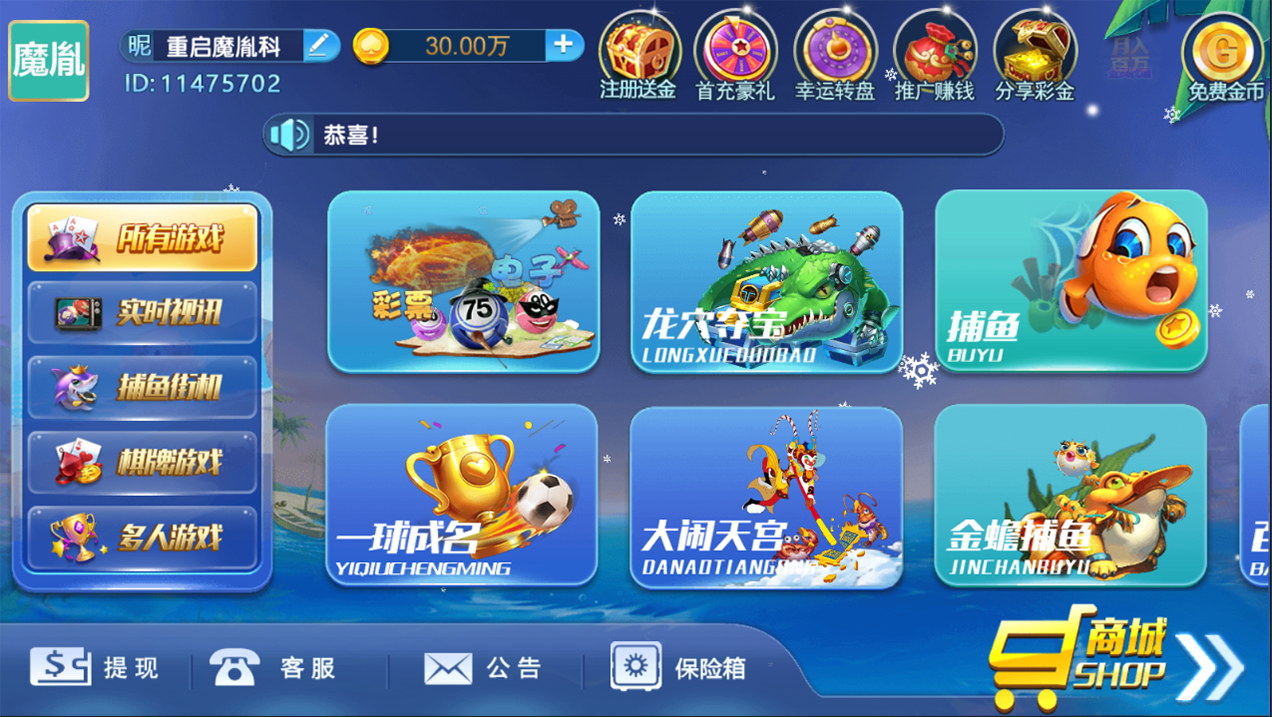 魔胤
昵 重启魔胤科
ID:11475702
30.00万
注册送金
首充豪礼
幸运转盘
推广赚钱
分享彩金
月入
百万
免费金币
恭喜!
所有游戏
实时视讯
捕鱼街机
棋牌游戏
多人游戏
彩票
电子
75
80
龙穴夺宝
LONGXUEDUOBAO
捕鱼
BUYU
一球成名
YIQIUCHENGMING
大闹天宫
DANAOTIANGONG
金蟾捕鱼
JINCHANBUYU
提现
客服
公告
保险箱
商城
SHOP